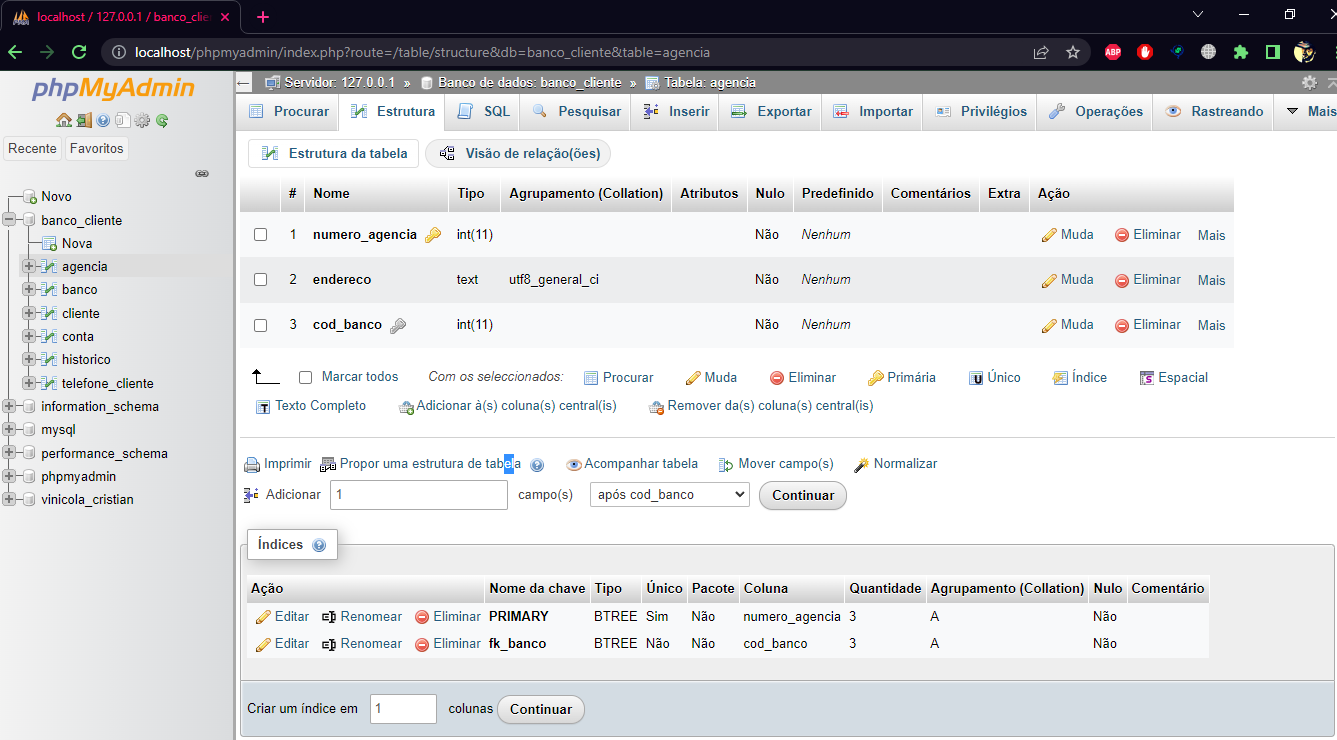 localhost / 127.0.0.1 / banco_clie
localhost/phpmyadmin/index.php?route=/table/structure&db=banco_cliente&table=agencia
ABP
phpMyAdmin
Recente Favoritos
Novo
banco_cliente
Nova
agencia
banco
cliente
conta
historico
telefone_cliente
information_schema
mysql
performance_schema
phpmyadmin
vinicola_cristian
Servidor: 127.0.0.1 » Banco de dados: banco_cliente » Tabela: agencia
Procurar Estrutura SQL Pesquisar Inserir Exportar Importar Privilégios Operações Rastreando Mais
Estrutura da tabela Visão de relação(ões)
# Nome Tipo Agrupamento (Collation) Atributos Nulo Predefinido Comentários Extra Ação
1 numero_agencia int(11) Não Nenhum Muda Eliminar Mais
2 endereco text utf8_general_ci Não Nenhum Muda Eliminar Mais
3 cod_banco int(11) Não Nenhum Muda Eliminar Mais
Marcar todos Com os seleccionados: Procurar Muda Eliminar Primária Único Índice Espacial
Texto Completo Adicionar à(s) coluna(s) central(is) Remover da(s) coluna(s) central(is)
Imprimir Propor uma estrutura de tabela Acompanhar tabela Mover campo(s) Normalizar
Adicionar 1 campo(s) após cod_banco Continuar
Índices
Ação Nome da chave Tipo Único Pacote Coluna Quantidade Agrupamento (Collation) Nulo Comentário
Editar Renomear Eliminar PRIMARY BTREE Sim Não numero_agencia 3 A Não
Editar Renomear Eliminar fk_banco BTREE Não Não cod_banco 3 A Não
Criar um índice em 1 colunas Continuar